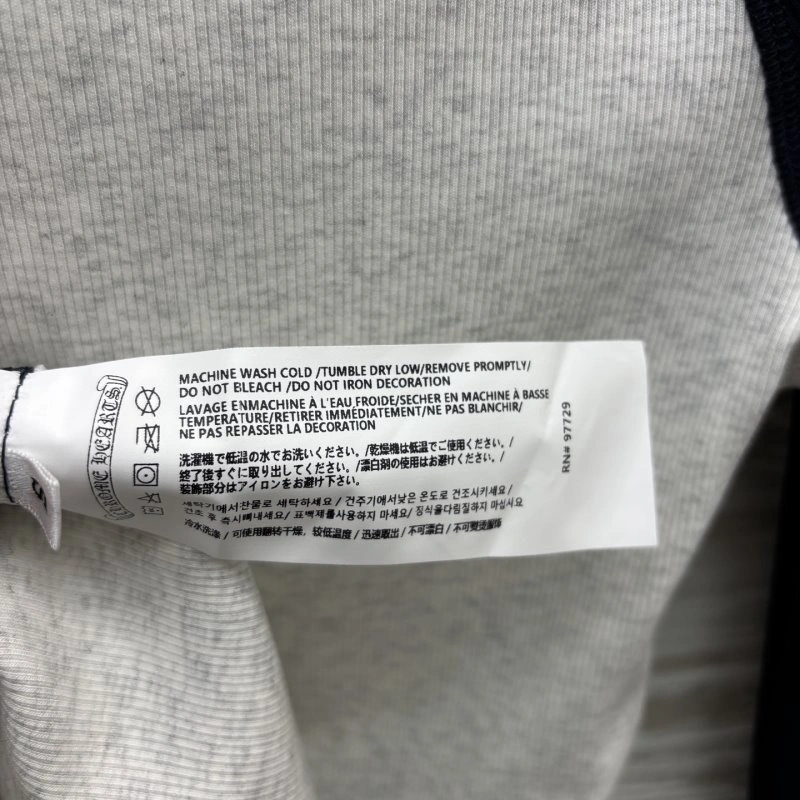 CHROME HEARTS
MACHINE WASH COLD /TUMBLE DRY LOW/REMOVE PROMPTLY/
DO NOT BLEACH /DO NOT IRON DECORATION
LAVAGE ENMACHINE À L'EAU FROIDE/SECHER EN MACHINE À BASSE
TEMPERATURE/RETIRER IMMÉDIATEMENT/NE PAS BLANCHIR/
NE PAS REPASSER LA DECORATION
洗濯機で低温の水でお洗いください。/乾燥機は低温でご使用ください。/
終了後すぐに取り出してください。/漂白剤の使用はお避けください。/
装飾部分はアイロンをお避け下さい。
세탁기에서찬물로 세탁하세요 / 건주기에서낮은 온도로 건조시키세요/
건조 후 즉시빼내세요/ 표백제를사용하지 마세요/ 장식을다림질하지 마십시요
冷水洗涤 / 可使用翻转干燥，较低温度 / 迅速取出 / 不可漂白 / 不可熨烫
RN# 97729